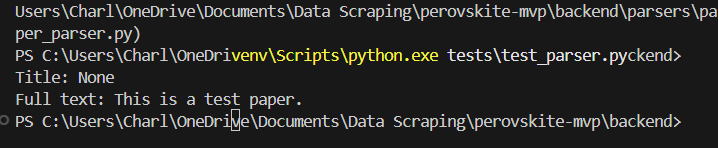 Users\Charl\OneDrive\Documents\Data Scraping\perovskite-mvp\backend\parsers\pa
per_parser.py)
PS C:\Users\Charl\OneDrivenv\Scripts\python.exe tests\test_parser.pyckend>
Title: None
Full text: This is a test paper.
PS C:\Users\Charl\OneDrive\Documents\Data Scraping\perovskite-mvp\backend>